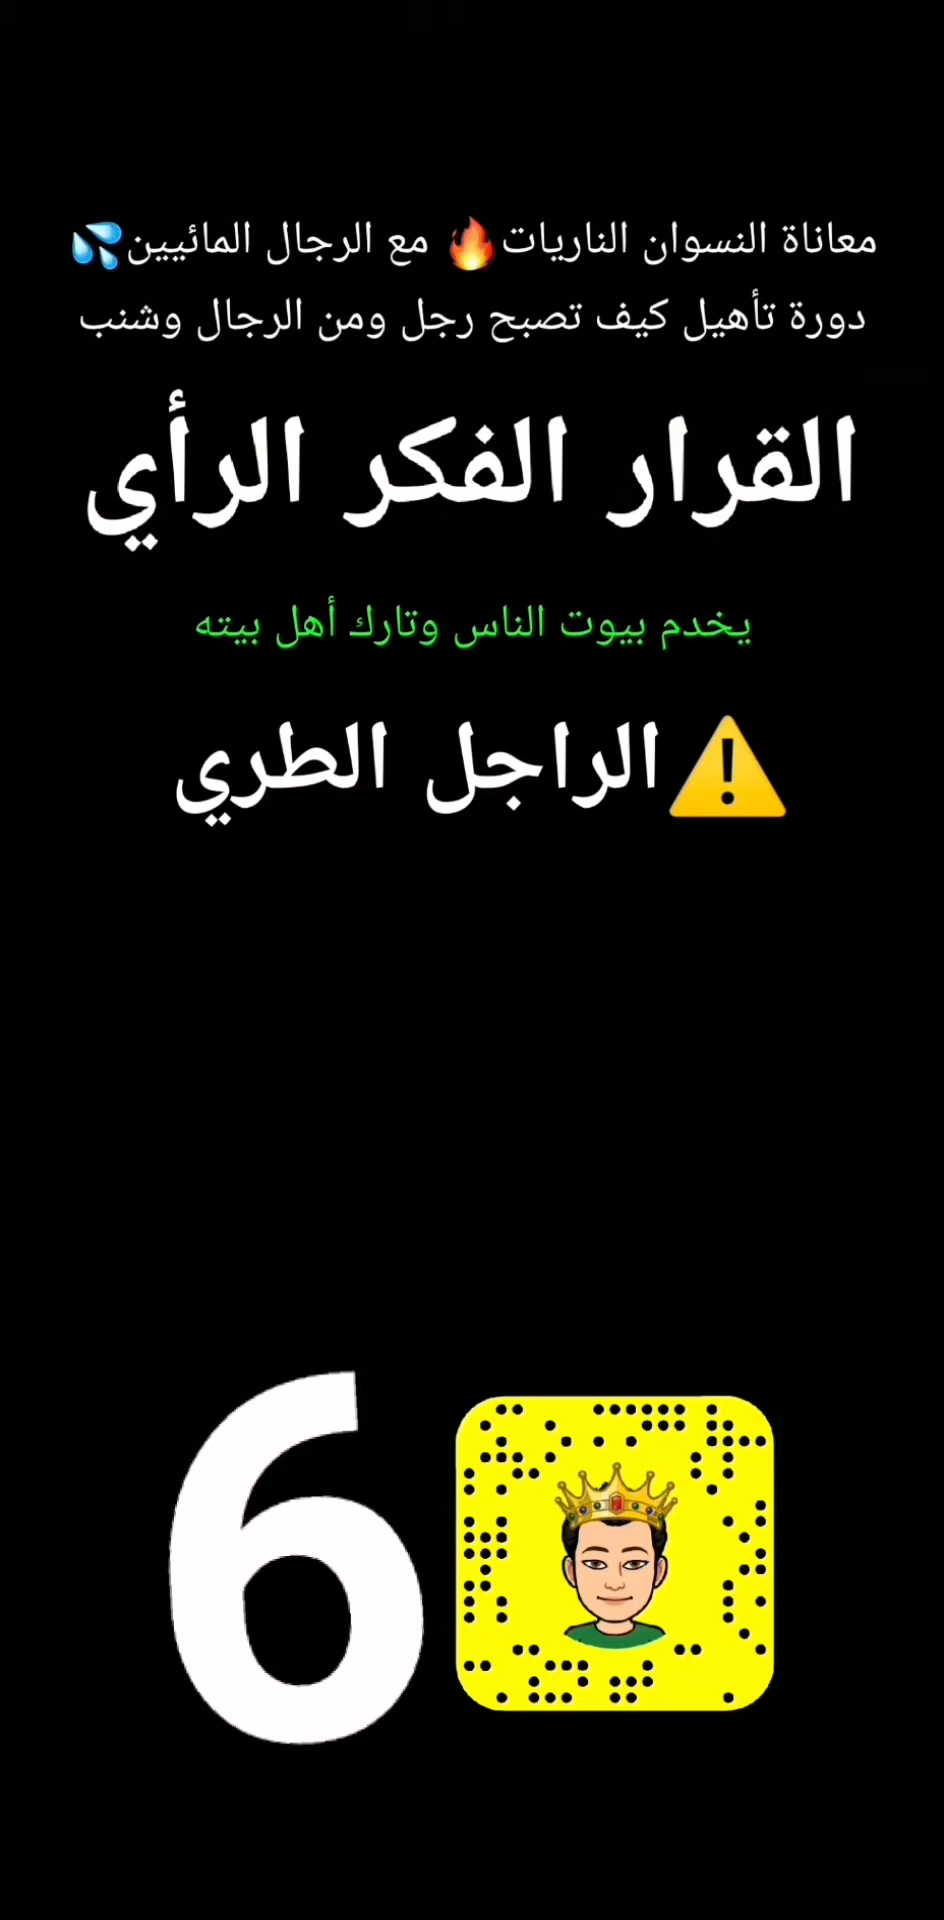 معاناة النسوان الناريات🔥 مع الرجال المائيين💦
دورة تأهيل كيف تصبح رجل ومن الرجال وشنب
القرار الفكر الرأي
يخدم بيوت الناس وتارك أهل بيته
⚠️الراجل الطري
6